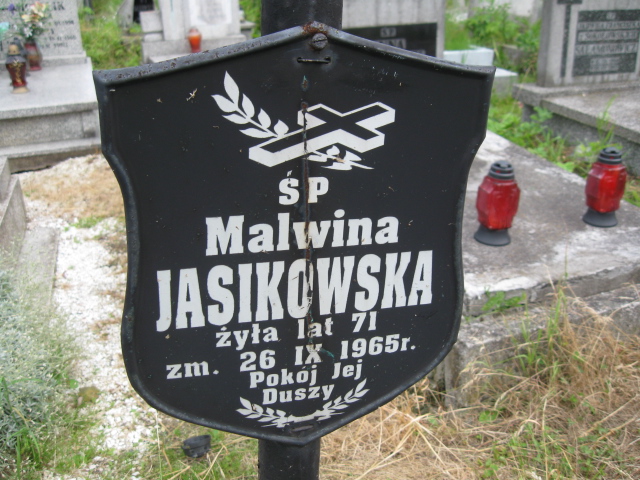 ŚP
Malwina
JASIKOWSKA
żyła lat 71
zm. 26 IX 1965r.
Pokój Jej
Duszy